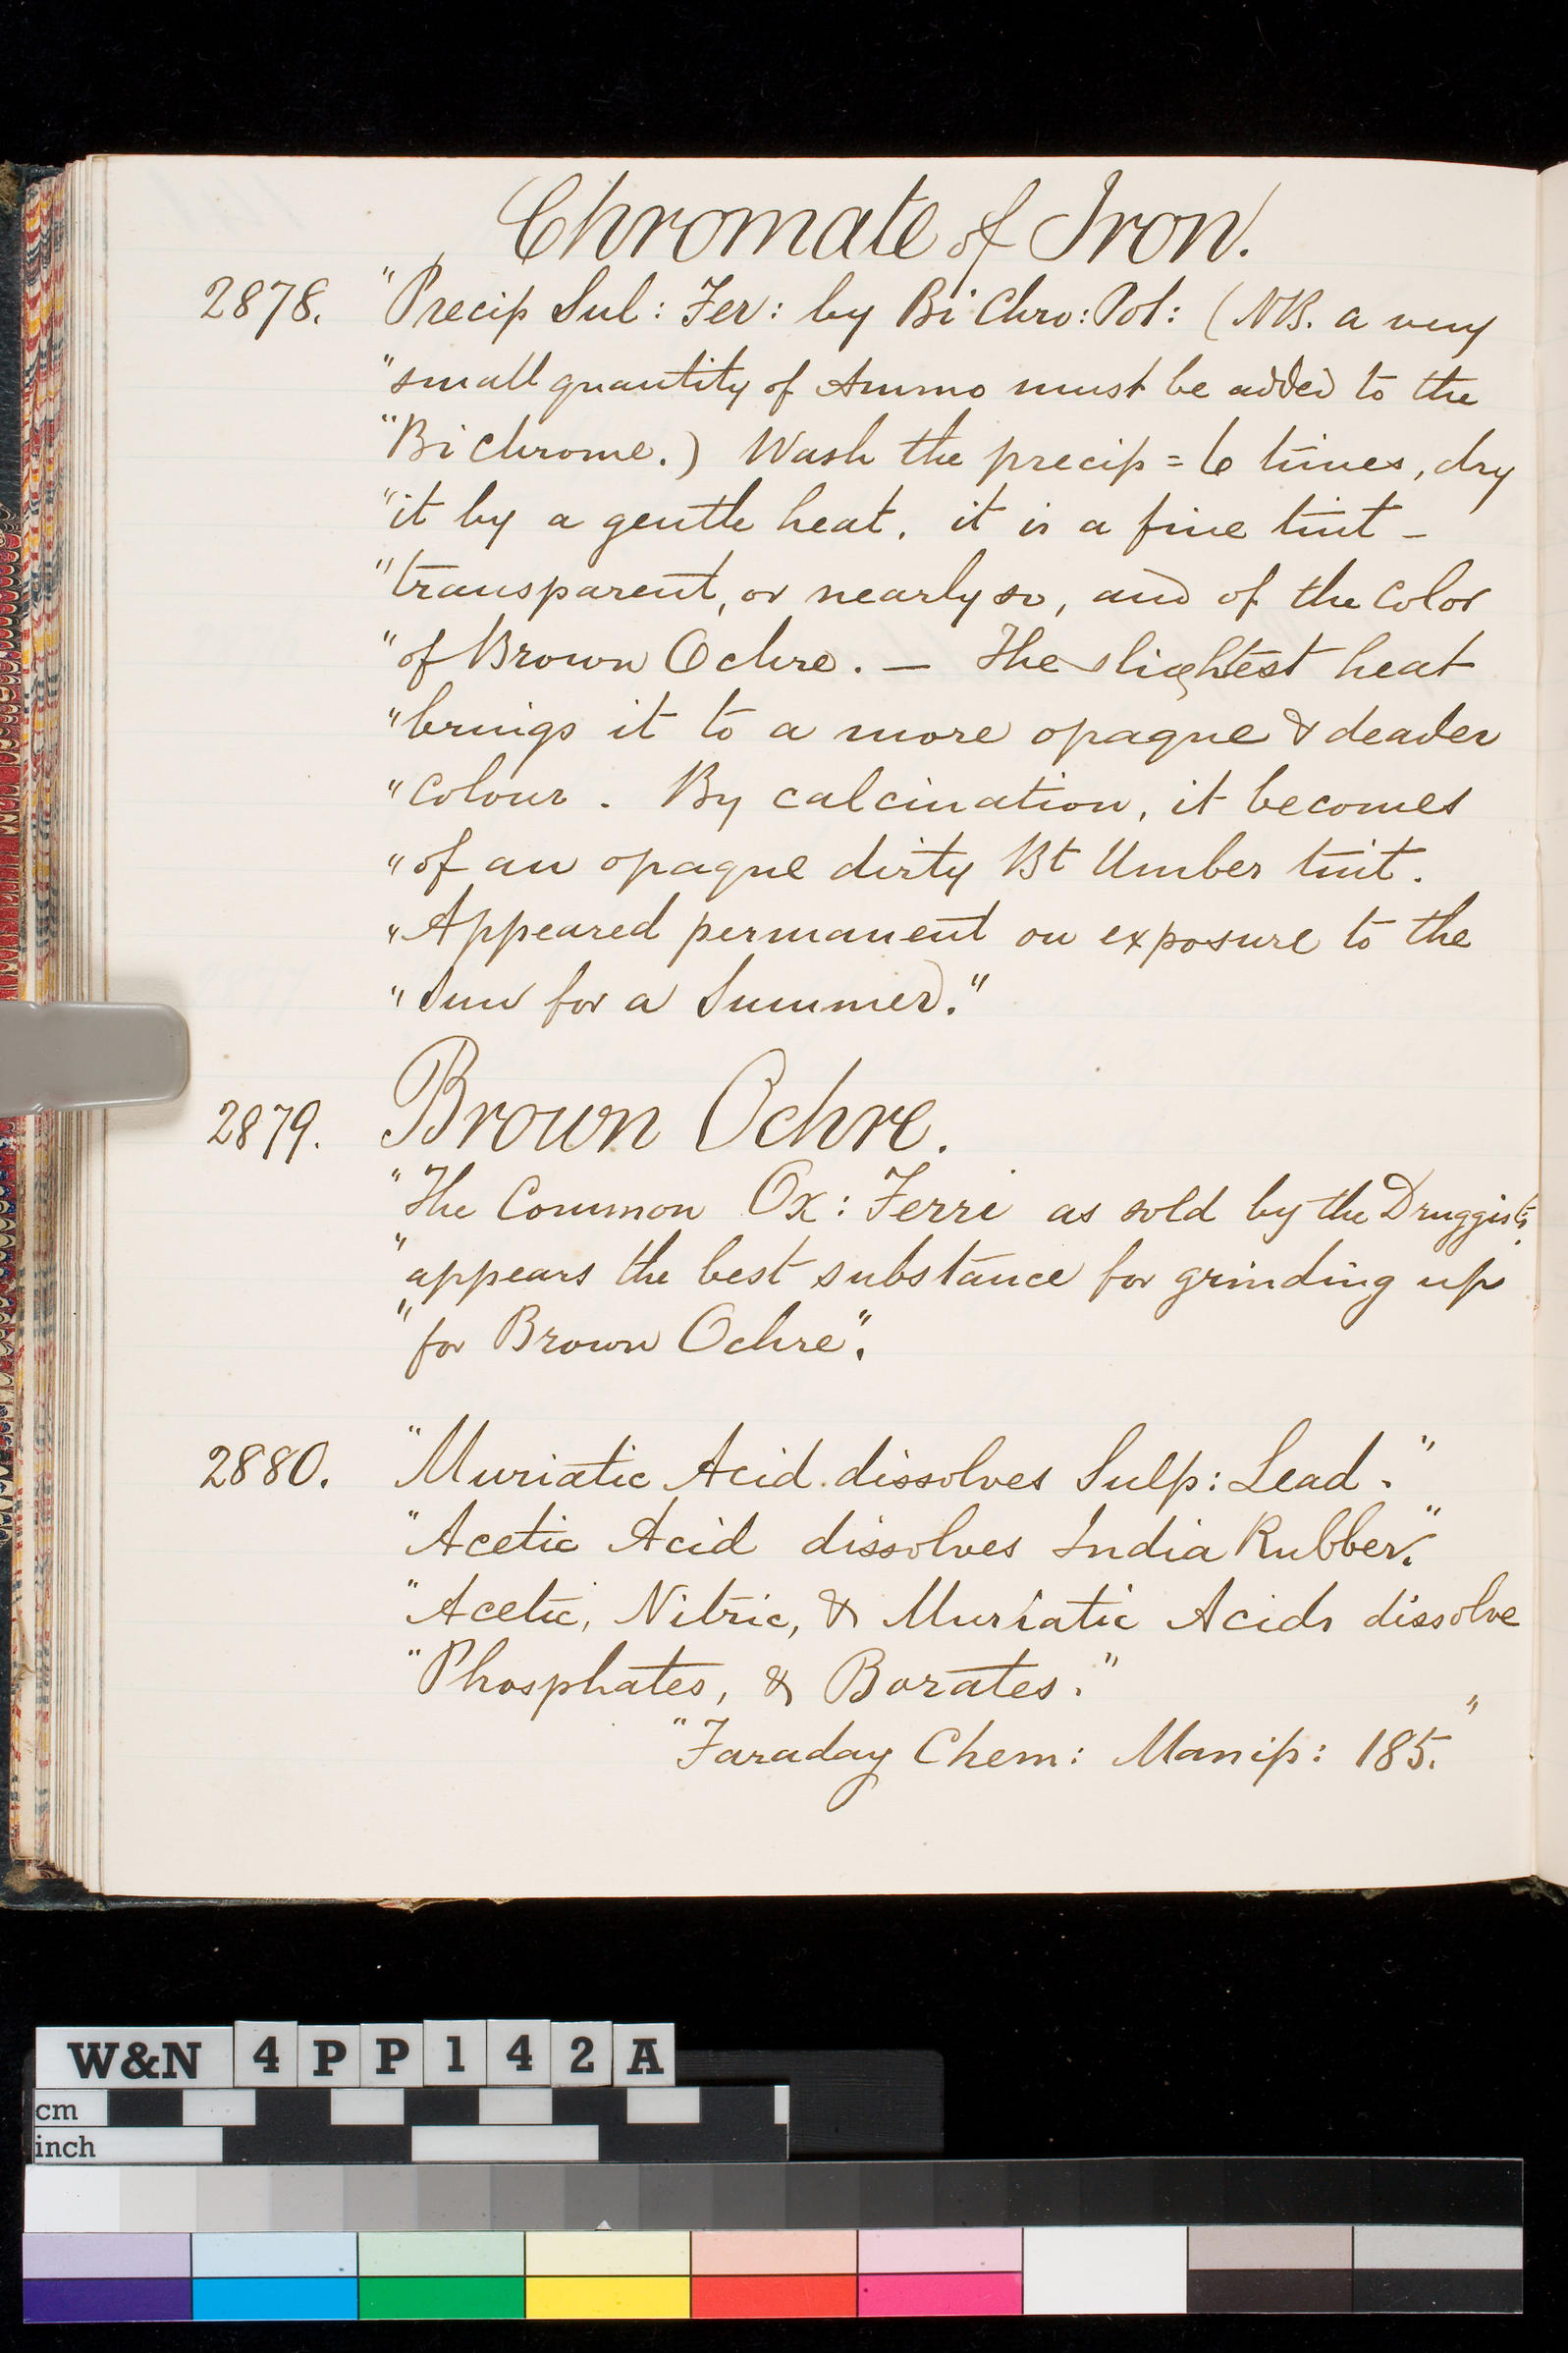 Chromate of Iron.
2878. "Precip Sul: Fer: by Bi Chro: Pot: (NB. a very
"small quantity of Ammo must be added to the
"Bi Chrome.) Wash the precip = 6 times, dry
"it by a gentle heat. it is a fine tint -
"transparent, or nearly so, and of the Color
"of Brown Ochre. — The slightest heat
"brings it to a more opaque & deader
"Colour. By calcination, it becomes
"of an opaque dirty Bt Umber tint.
"Appeared permanent on exposure to the
"Sun for a Summer."
2879. Brown Ochre.
"The Common Ox: Ferri as sold by the Druggists,
"appears the best substance for grinding up
"for Brown Ochre".
2880. "Muriatic Acid dissolves Sulp: Lead."
"Acetic Acid dissolves India Rubber."
"Acetic, Nitric, & Muriatic Acids dissolve
"Phosphates, & Borates."
"Faraday Chem: Manip: 185."
W&N 4 P P 1 4 2 A
cm
inch